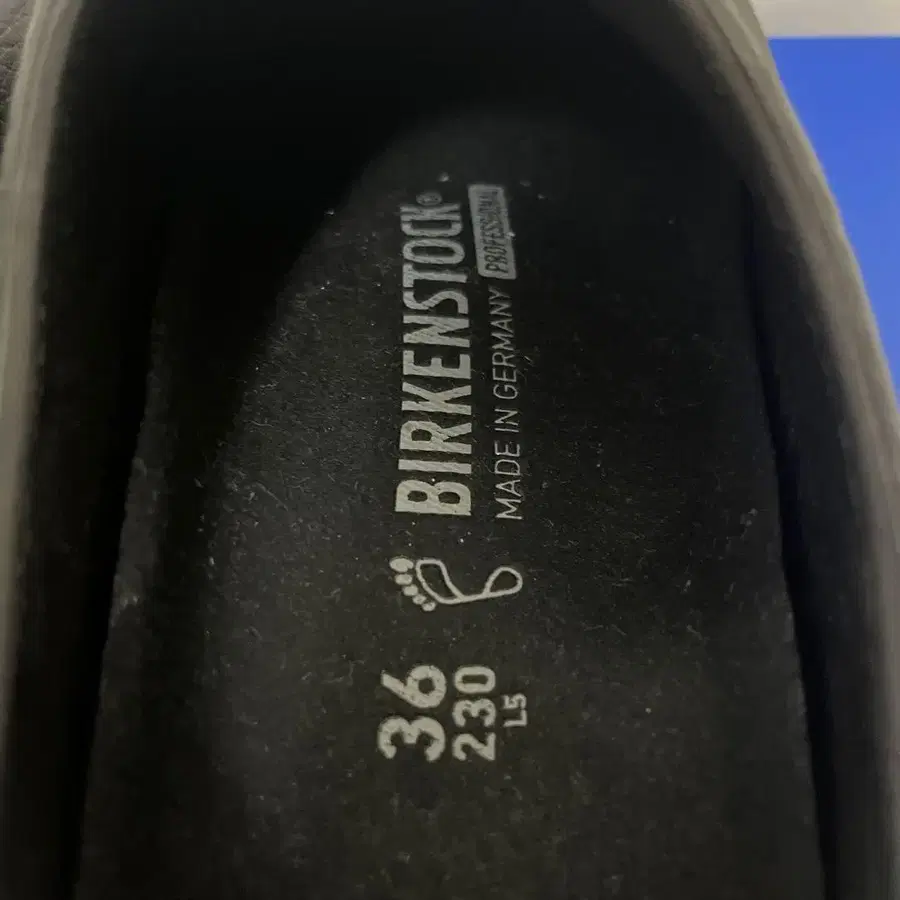 BIRKENSTOCK®
MADE IN GERMANY PROFESSIONAL
36
230
L5